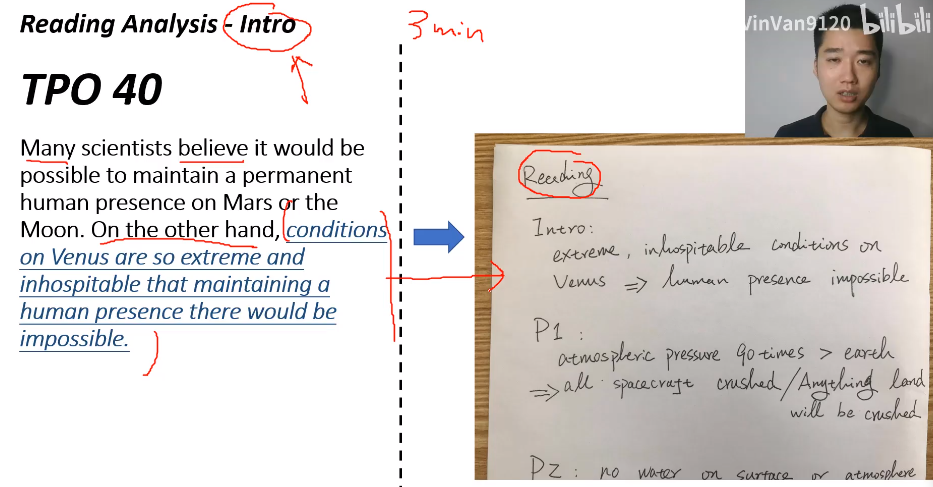 Reading Analysis - Intro
3 min
VinVan9120 bilibili
TPO 40
Many scientists believe it would be
possible to maintain a permanent
human presence on Mars or the
Moon. On the other hand, conditions
on Venus are so extreme and
inhospitable that maintaining a
human presence there would be
impossible.
Reading
Intro:
extreme, inhospitable conditions on
Venus => human presence impossible
P1:
atmospheric pressure 90 times > earth
=> all spacecraft crushed / Anything land
will be crushed
P2: no water on surface or atmosphere